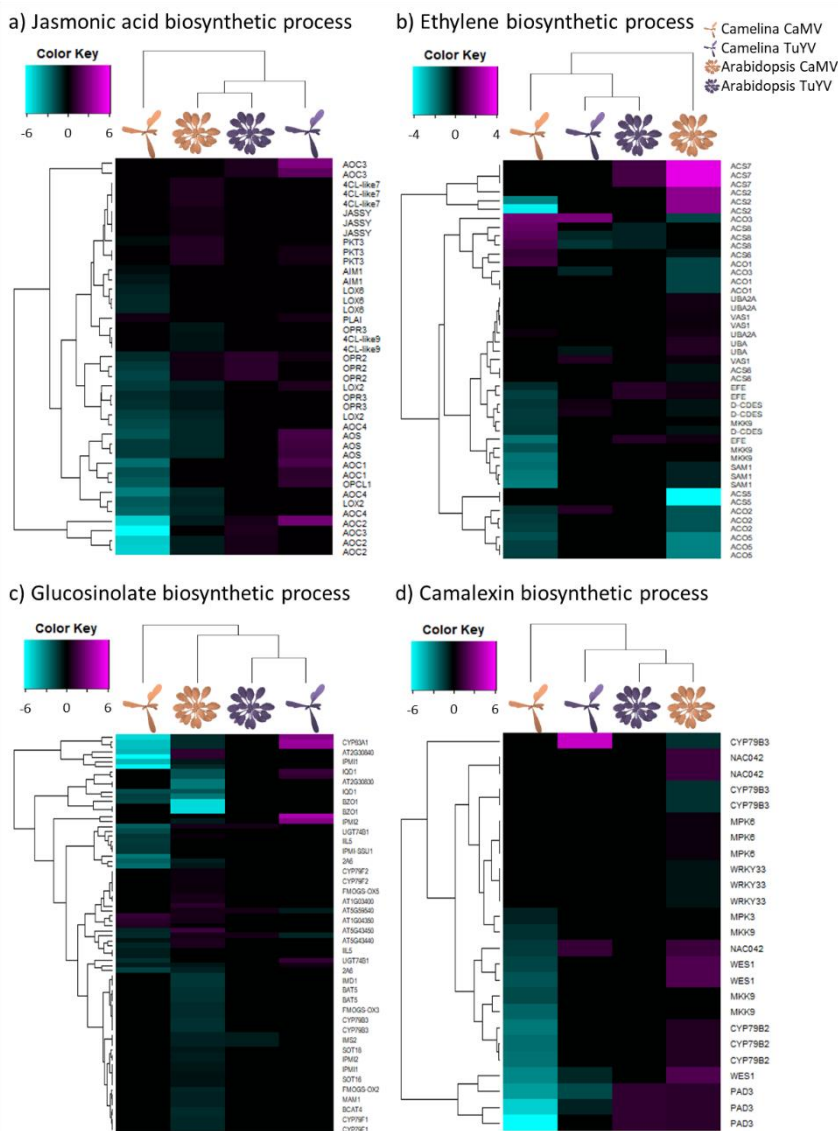 a) Jasmonic acid biosynthetic process
Color Key
-6 0 6
AOC3
AOC3
4CL-like7
4CL-like7
4CL-like7
JASSY
JASSY
JASSY
PKT3
PKT3
PKT3
AIM1
AIM1
LOX6
LOX6
LOX6
PLAI
OPR3
4CL-like9
4CL-like9
OPR2
OPR2
OPR2
LOX2
OPR3
OPR3
LOX2
AOC4
AOS
AOS
AOS
AOC1
AOC1
OPCL1
AOC4
LOX2
AOC4
AOC2
AOC3
AOC2
AOC2
b) Ethylene biosynthetic process
Camelina CaMV
Camelina TuYV
Arabidopsis CaMV
Arabidopsis TuYV
Color Key
-4 0 4
ACS7
ACS7
ACS7
ACS2
ACS2
ACS2
ACO3
ACS8
ACS8
ACS8
ACS6
ACO1
ACO3
ACO1
ACO1
UBA2A
UBA2A
VAS1
VAS1
UBA2A
UBA
UBA
VAS1
ACS6
ACS6
EFE
EFE
D-CDES
D-CDES
MKK9
D-CDES
EFE
MKK9
MKK9
SAM1
SAM1
SAM1
ACS5
ACS5
ACO2
ACO2
ACO2
ACO5
ACO5
ACO5
c) Glucosinolate biosynthetic process
Color Key
-6 0 6
CYP83A1
AT2G30840
IPMI1
IQD1
AT2G30830
IQD1
BZO1
BZO1
IPMI2
UGT74B1
IIL5
IPMI-SSU1
2A6
CYP79F2
CYP79F2
FMOGS-OX5
AT1G03400
AT5G59540
AT1G04350
AT5G43450
AT5G43440
IIL5
UGT74B1
2A6
IMD1
BAT5
BAT5
FMOGS-OX3
CYP79B3
CYP79B3
IMS2
SOT16
IPMI2
IPMI1
SOT16
FMOGS-OX2
MAM1
BCAT4
CYP79F1
CYP79F1
d) Camalexin biosynthetic process
Color Key
-6 0 6
CYP79B3
NAC042
NAC042
CYP79B3
CYP79B3
MPK6
MPK6
MPK6
WRKY33
WRKY33
WRKY33
MPK3
MKK9
NAC042
WES1
WES1
MKK9
MKK9
CYP79B2
CYP79B2
CYP79B2
WES1
PAD3
PAD3
PAD3